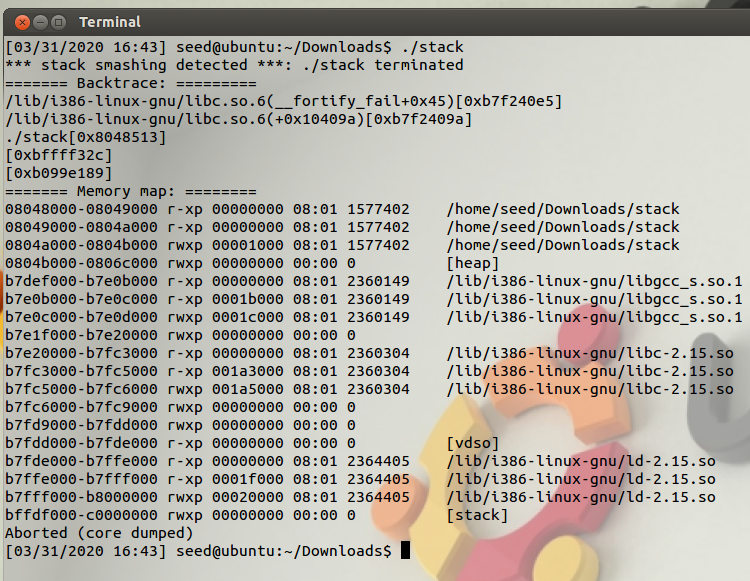 Terminal
[03/31/2020 16:43] seed@ubuntu:~/Downloads$ ./stack
*** stack smashing detected ***: ./stack terminated
======= Backtrace: =========
/lib/i386-linux-gnu/libc.so.6(__fortify_fail+0x45)[0xb7f240e5]
/lib/i386-linux-gnu/libc.so.6(+0x10409a)[0xb7f2409a]
./stack[0x8048513]
[0xbffff32c]
[0xb099e189]
======= Memory map: ========
08048000-08049000 r-xp 00000000 08:01 1577402    /home/seed/Downloads/stack
08049000-0804a000 r-xp 00000000 08:01 1577402    /home/seed/Downloads/stack
0804a000-0804b000 rwxp 00001000 08:01 1577402    /home/seed/Downloads/stack
0804b000-0806c000 rwxp 00000000 00:00 0          [heap]
b7def000-b7e0b000 r-xp 00000000 08:01 2360149    /lib/i386-linux-gnu/libgcc_s.so.1
b7e0b000-b7e0c000 r-xp 0001b000 08:01 2360149    /lib/i386-linux-gnu/libgcc_s.so.1
b7e0c000-b7e0d000 rwxp 0001c000 08:01 2360149    /lib/i386-linux-gnu/libgcc_s.so.1
b7e1f000-b7e20000 rwxp 00000000 00:00 0
b7e20000-b7fc3000 r-xp 00000000 08:01 2360304    /lib/i386-linux-gnu/libc-2.15.so
b7fc3000-b7fc5000 r-xp 001a3000 08:01 2360304    /lib/i386-linux-gnu/libc-2.15.so
b7fc5000-b7fc6000 rwxp 001a5000 08:01 2360304    /lib/i386-linux-gnu/libc-2.15.so
b7fc6000-b7fc9000 rwxp 00000000 00:00 0
b7fd9000-b7fdd000 rwxp 00000000 00:00 0
b7fdd000-b7fde000 r-xp 00000000 00:00 0          [vdso]
b7fde000-b7ffe000 r-xp 00000000 08:01 2364405    /lib/i386-linux-gnu/ld-2.15.so
b7ffe000-b7fff000 r-xp 0001f000 08:01 2364405    /lib/i386-linux-gnu/ld-2.15.so
b7fff000-b8000000 rwxp 00020000 08:01 2364405    /lib/i386-linux-gnu/ld-2.15.so
bffdf000-c0000000 rwxp 00000000 00:00 0          [stack]
Aborted (core dumped)
[03/31/2020 16:43] seed@ubuntu:~/Downloads$